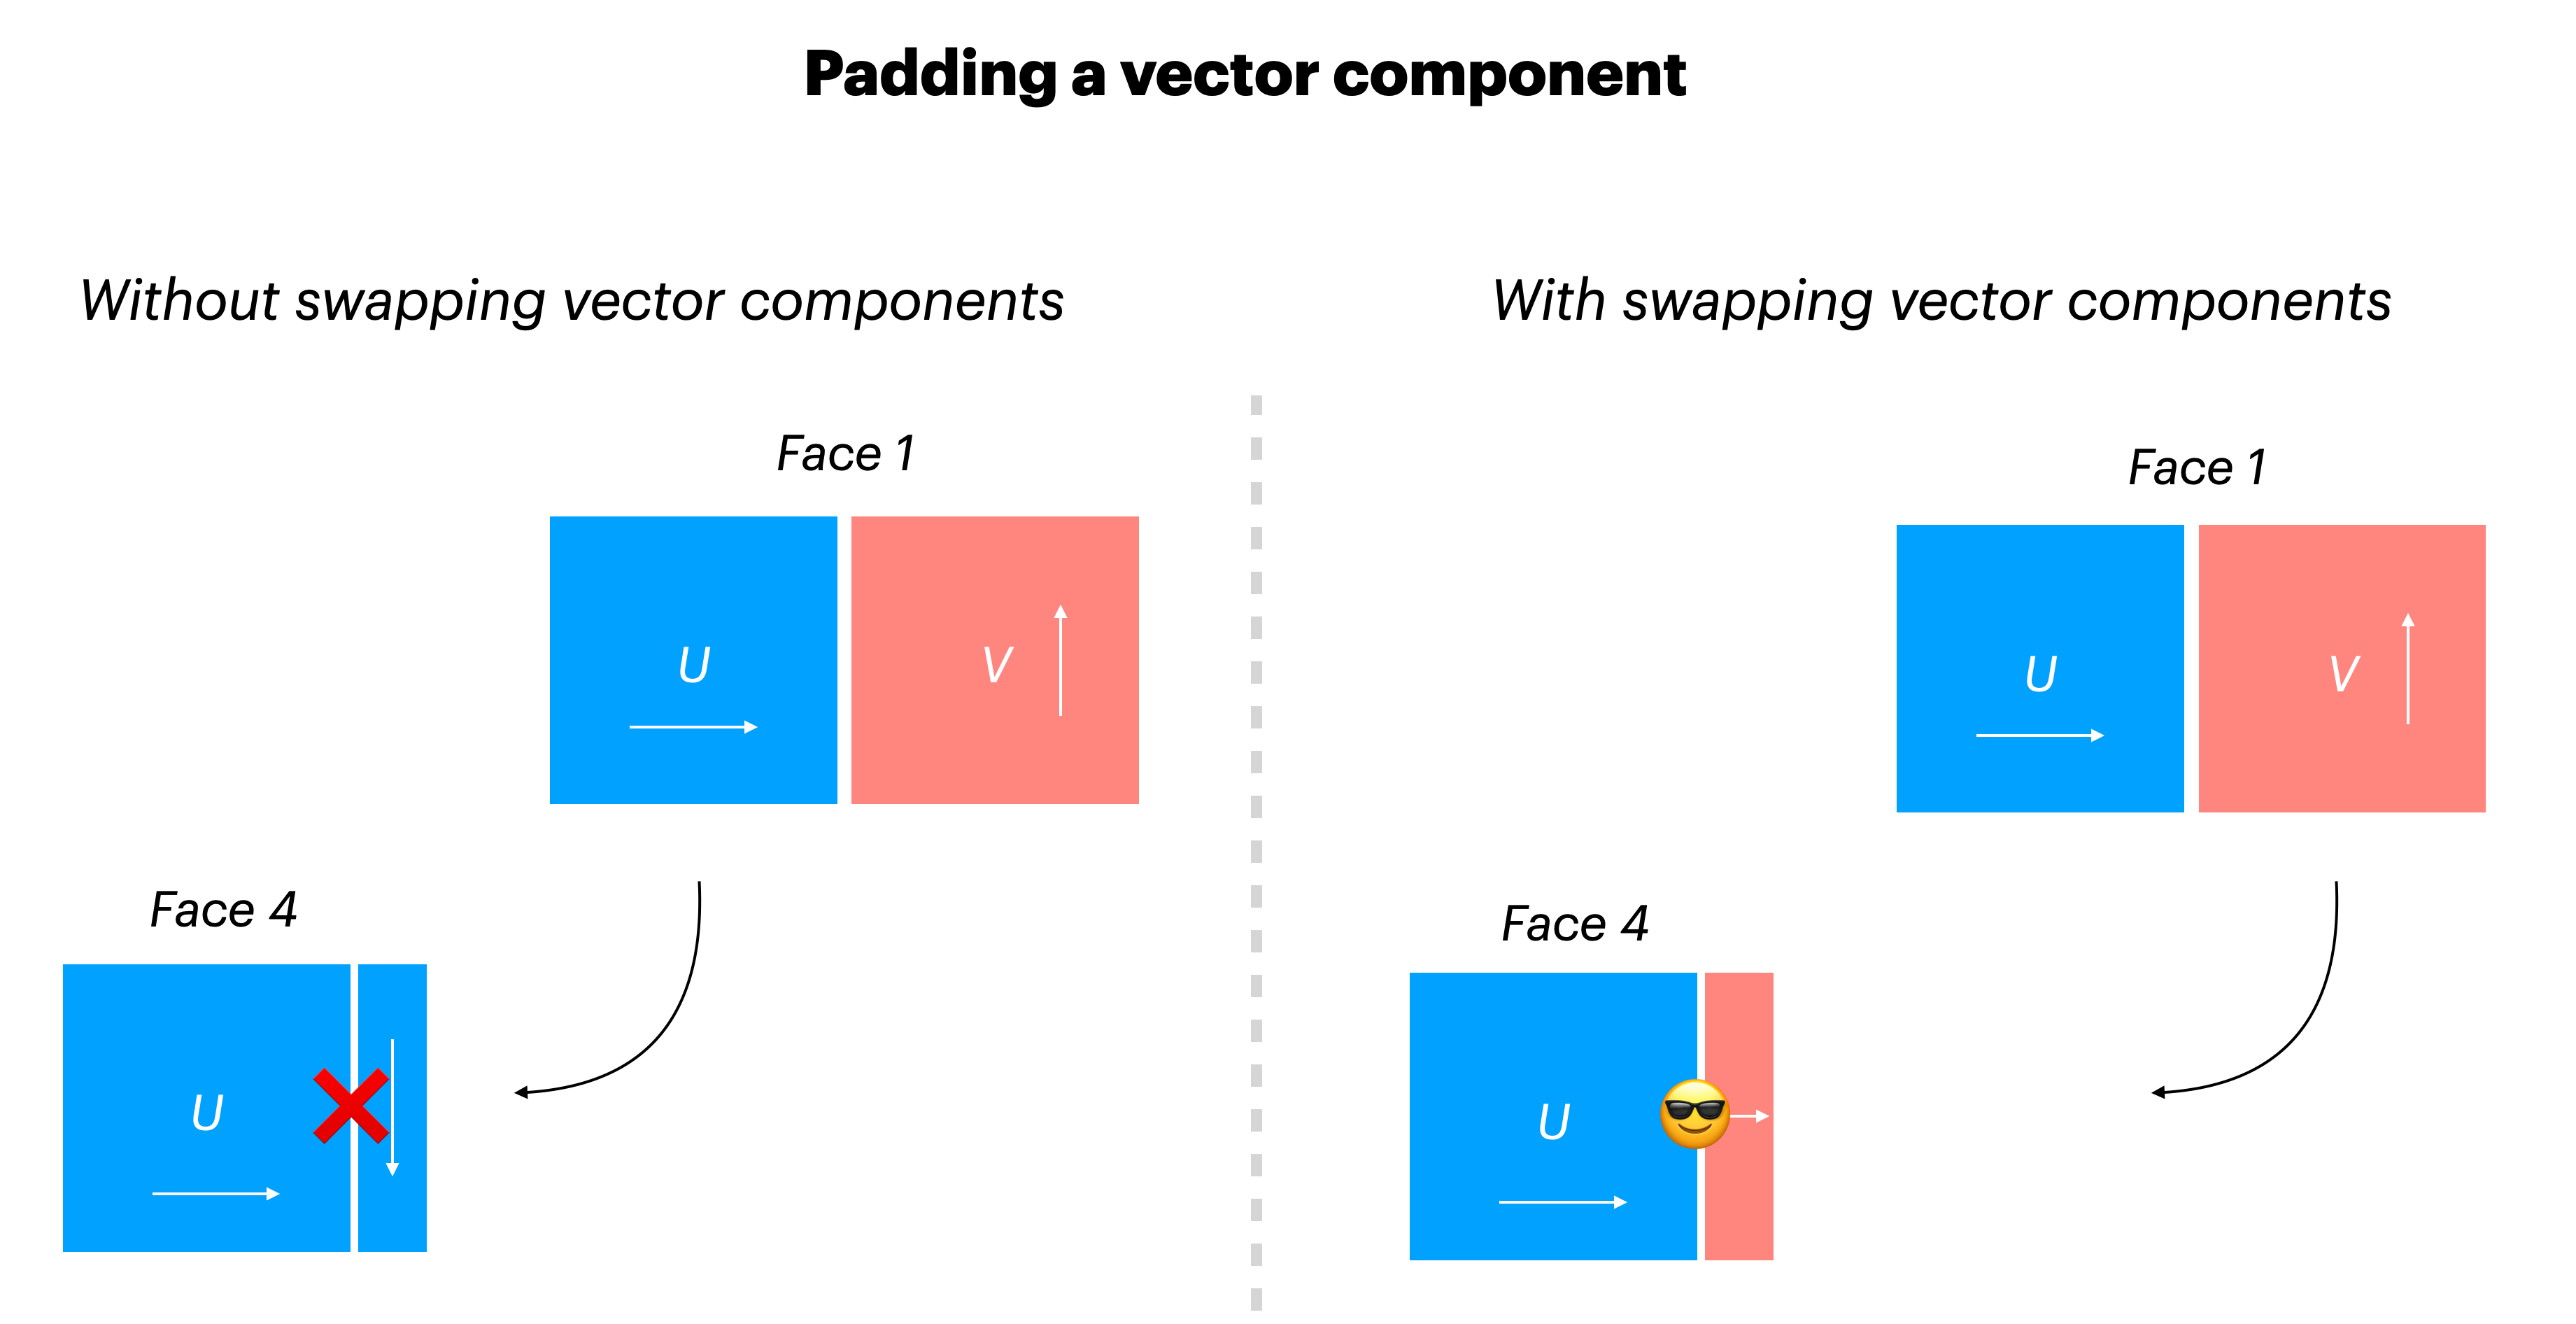 Padding a vector component
Without swapping vector components
Face 1
U
V
Face 4
U
With swapping vector components
Face 1
U
V
Face 4
U